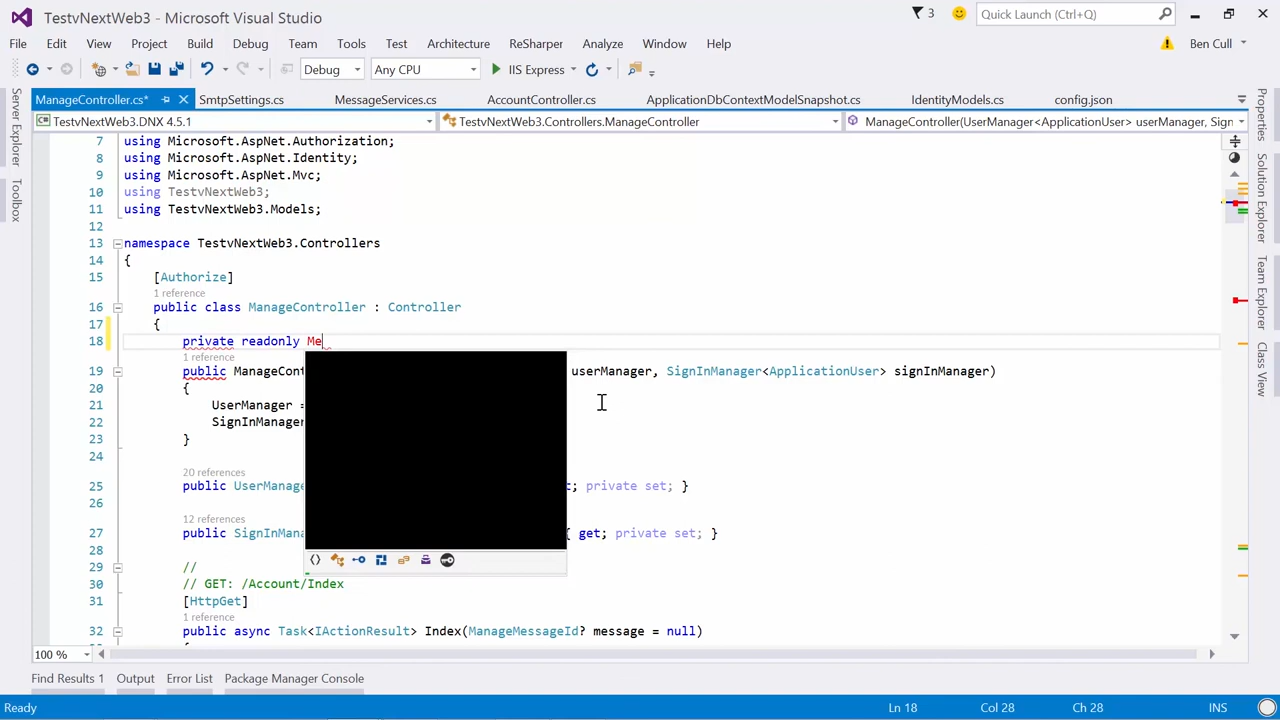 TestvNextWeb3 - Microsoft Visual Studio
3
Quick Launch (Ctrl+Q)
File Edit View Project Build Debug Team Tools Test Architecture ReSharper Analyze Window Help
Ben Cull
Debug Any CPU IIS Express
ManageController.cs* SmtpSettings.cs MessageServices.cs AccountController.cs ApplicationDbContextModelSnapshot.cs IdentityModels.cs config.json
TestvNextWeb3.DNX 4.5.1 TestvNextWeb3.Controllers.ManageController ManageController(UserManager<ApplicationUser> userManager, Sign
Server Explorer
Toolbox
7 using Microsoft.AspNet.Authorization;
8 using Microsoft.AspNet.Identity;
9 using Microsoft.AspNet.Mvc;
10 using TestvNextWeb3;
11 using TestvNextWeb3.Models;
12
13 namespace TestvNextWeb3.Controllers
14 {
15 [Authorize]
1 reference
16 public class ManageController : Controller
17 {
18 private readonly Me
1 reference
19 public ManageCont userManager, SignInManager<ApplicationUser> signInManager)
20 {
21 UserManager =
22 SignInManager
23 }
24
20 references
25 public UserManage t; private set; }
26
12 references
27 public SignInMana { get; private set; }
28
29 //
30 // GET: /Account/Index
31 [HttpGet]
1 reference
32 public async Task<IActionResult> Index(ManageMessageId? message = null)
Properties
Solution Explorer
Team Explorer
Class View
100 %
Find Results 1 Output Error List Package Manager Console
Ready Ln 18 Col 28 Ch 28 INS